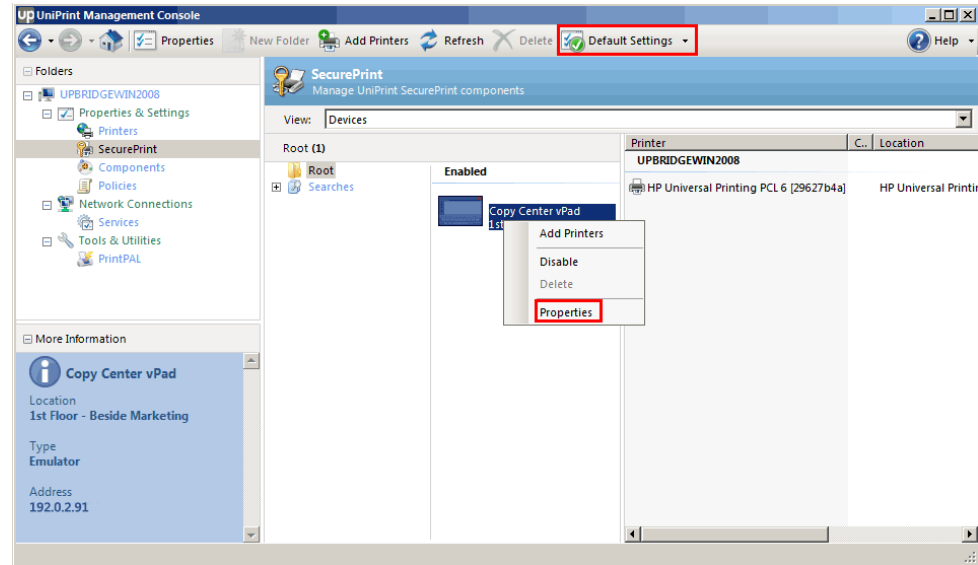 UP UniPrint Management Console
Properties New Folder Add Printers Refresh Delete Default Settings Help
Folders
UPBRIDGEWIN2008
Properties & Settings
Printers
SecurePrint
Components
Policies
Network Connections
Services
Tools & Utilities
PrintPAL
More Information
Copy Center vPad
Location
1st Floor - Beside Marketing
Type
Emulator
Address
192.0.2.91
SecurePrint
Manage UniPrint SecurePrint components
View: Devices
Root (1)
Root
Searches
Enabled
Copy Center vPad
1st
Add Printers
Disable
Delete
Properties
Printer C.. Location
UPBRIDGEWIN2008
HP Universal Printing PCL 6 [29627b4a] HP Universal Printin